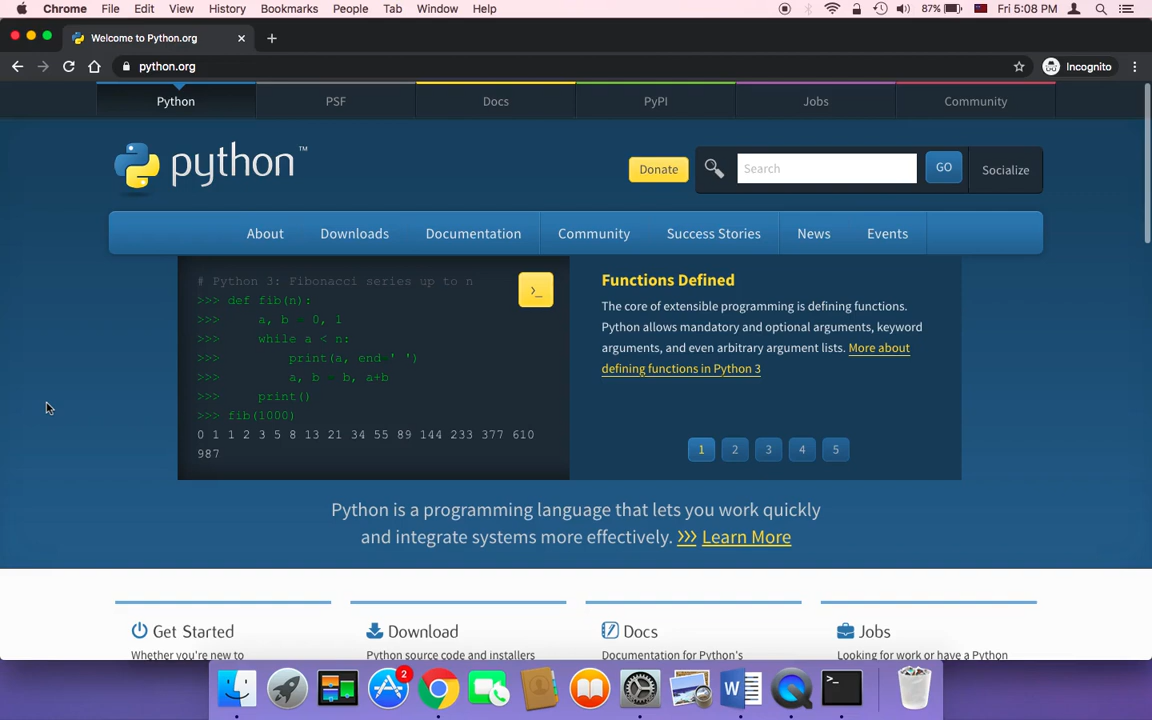 Chrome File Edit View History Bookmarks People Tab Window Help 87% Fri 5:08 PM
Welcome to Python.org
python.org Incognito
Python PSF Docs PyPI Jobs Community
python™
Donate Search GO Socialize
About Downloads Documentation Community Success Stories News Events
# Python 3: Fibonacci series up to n
>>> def fib(n):
>>> a, b = 0, 1
>>> while a < n:
>>> print(a, end=' ')
>>> a, b = b, a+b
>>> print()
>>> fib(1000)
0 1 1 2 3 5 8 13 21 34 55 89 144 233 377 610
987
>_
Functions Defined
The core of extensible programming is defining functions.
Python allows mandatory and optional arguments, keyword
arguments, and even arbitrary argument lists. More about
defining functions in Python 3
1 2 3 4 5
Python is a programming language that lets you work quickly
and integrate systems more effectively. >>> Learn More
Get Started
Whether you're new to
Download
Python source code and installers
Docs
Documentation for Python's
Jobs
Looking for work or have a Python
2
W
>_